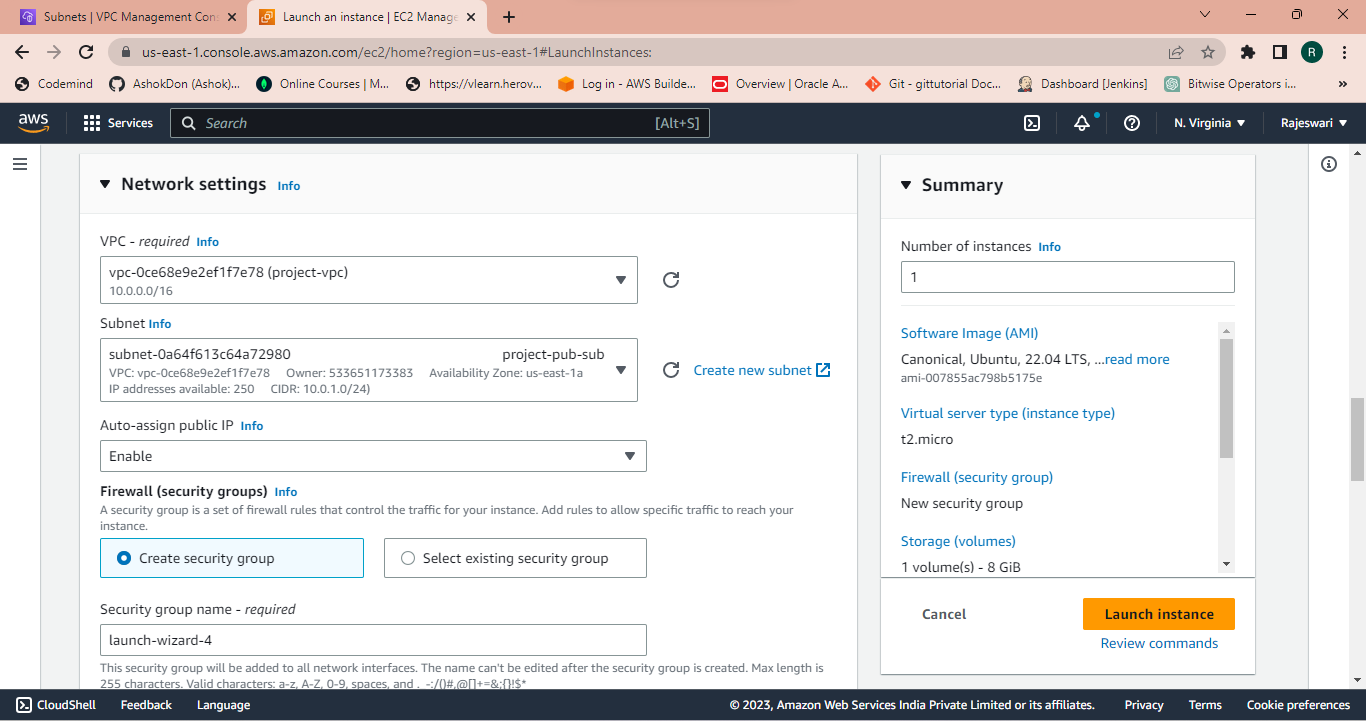 Subnets | VPC Management Con
Launch an instance | EC2 Manage
us-east-1.console.aws.amazon.com/ec2/home?region=us-east-1#LaunchInstances:
R
Codemind
AshokDon (Ashok)...
Online Courses | M...
https://vlearn.herov...
Log in - AWS Builde...
Overview | Oracle A...
Git - gittutorial Doc...
Dashboard [Jenkins]
Bitwise Operators i...
»
aws
Services
Search
[Alt+S]
N. Virginia
Rajeswari
Network settings Info
VPC - required Info
vpc-0ce68e9e2ef1f7e78 (project-vpc)
10.0.0.0/16
Subnet Info
subnet-0a64f613c64a72980 project-pub-sub
VPC: vpc-0ce68e9e2ef1f7e78 Owner: 533651173383 Availability Zone: us-east-1a
IP addresses available: 250 CIDR: 10.0.1.0/24)
Create new subnet
Auto-assign public IP Info
Enable
Firewall (security groups) Info
A security group is a set of firewall rules that control the traffic for your instance. Add rules to allow specific traffic to reach your
instance.
Create security group
Select existing security group
Security group name - required
launch-wizard-4
This security group will be added to all network interfaces. The name can't be edited after the security group is created. Max length is
255 characters. Valid characters: a-z, A-Z, 0-9, spaces, and . _-:/()#,@[]+=&;{}!$*
Summary
Number of instances Info
1
Software Image (AMI)
Canonical, Ubuntu, 22.04 LTS, ...read more
ami-007855ac798b5175e
Virtual server type (instance type)
t2.micro
Firewall (security group)
New security group
Storage (volumes)
1 volume(s) - 8 GiB
Cancel
Launch instance
Review commands
CloudShell
Feedback
Language
© 2023, Amazon Web Services India Private Limited or its affiliates.
Privacy
Terms
Cookie preferences